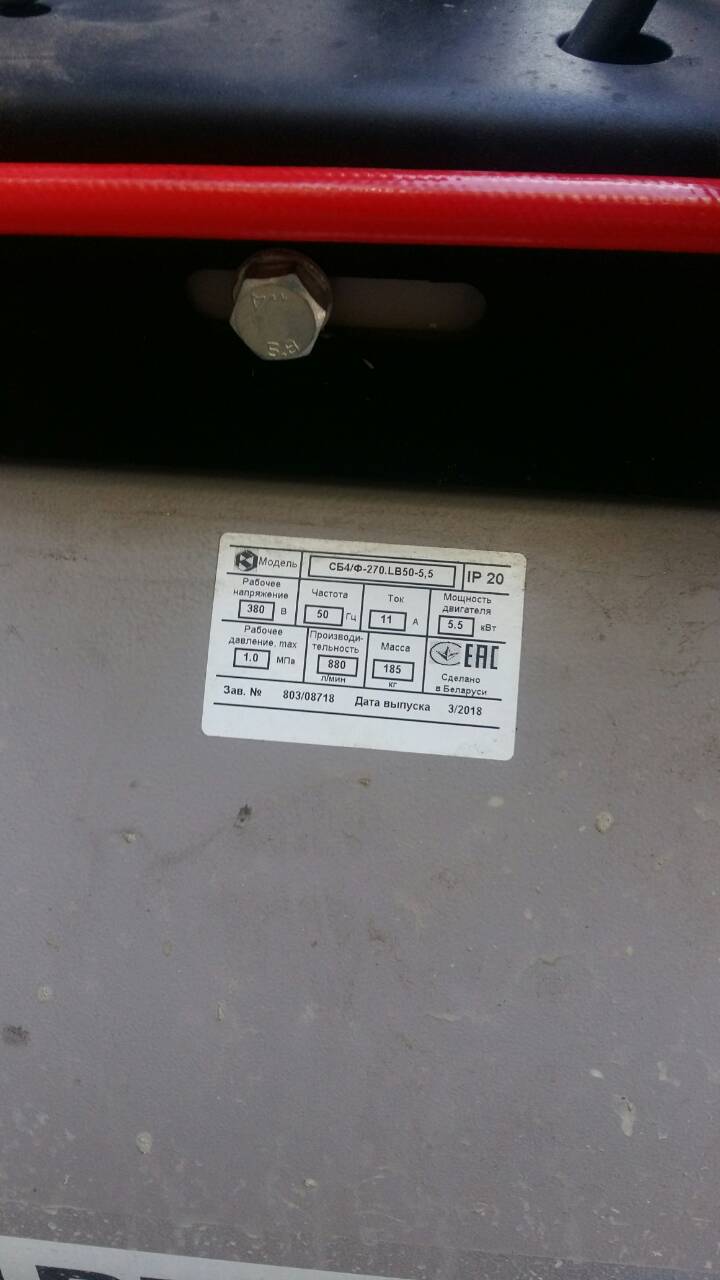 5.8
Модель СБ4/Ф-270.LB50-5,5 IP 20
Рабочее напряжение 380 В
Частота 50 Гц
Ток 11 А
Мощность двигателя 5.5 кВт
Рабочее давление, max 1.0 МПа
Производи-
тельность 880 л/мин
Масса 185 кг
EAC
Сделано
в Беларуси
Зав. № 803/08718 Дата выпуска 3/2018